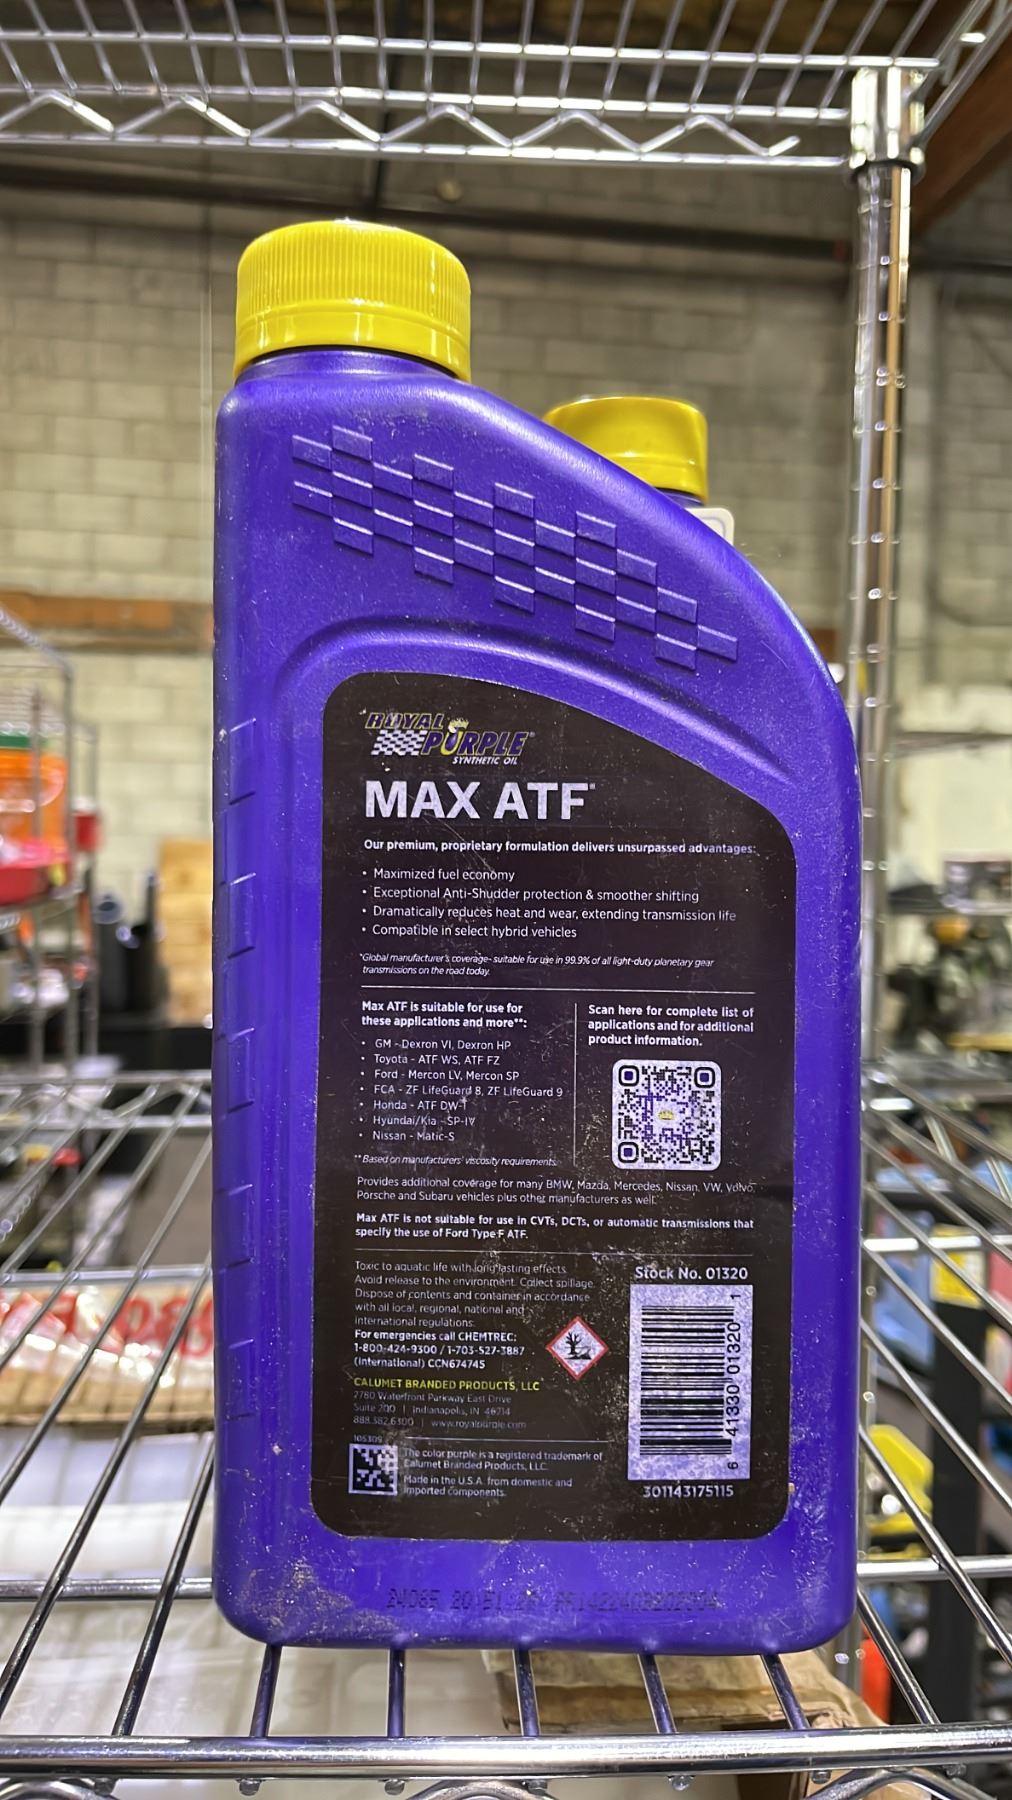 ROYAL
PURPLE®
SYNTHETIC OIL
MAX ATF
Our premium, proprietary formulation delivers unsurpassed advantages:
• Maximized fuel economy
• Exceptional Anti-Shudder protection & smoother shifting
• Dramatically reduces heat and wear, extending transmission life
• Compatible in select hybrid vehicles
*Global manufacturer's coverage- suitable for use in 99.9% of all light-duty planetary gear
transmissions on the road today.
Max ATF is suitable for use for
these applications and more**:
• GM - Dexron VI, Dexron HP
• Toyota - ATF WS, ATF FZ
• Ford - Mercon LV, Mercon SP
• FCA - ZF LifeGuard 8, ZF LifeGuard 9
• Honda - ATF DW-1
• Hyundai/Kia - SP-IV
• Nissan - Matic-S
**Based on manufacturers' viscosity requirements.
Scan here for complete list of
applications and for additional
product information.
Provides additional coverage for many BMW, Mazda, Mercedes, Nissan, VW, Volvo,
Porsche and Subaru vehicles plus other manufacturers as well.
Max ATF is not suitable for use in CVTs, DCTs, or automatic transmissions that
specify the use of Ford Type F ATF.
Toxic to aquatic life with long lasting effects.
Avoid release to the environment. Collect spillage.
Dispose of contents and container in accordance
with all local, regional, national and
international regulations.
For emergencies call CHEMTREC:
1-800-424-9300 / 1-703-527-3887
(International) CCN674745
CALUMET BRANDED PRODUCTS, LLC
2780 Waterfront Parkway East Drive
Suite 200 | Indianapolis, IN 46214
888.382.6300 | www.royalpurple.com
105309
The color purple is a registered trademark of
Calumet Branded Products, LLC.
Made in the U.S.A. from domestic and
imported components.
Stock No. 01320
6 41330 01320 1
301143175115